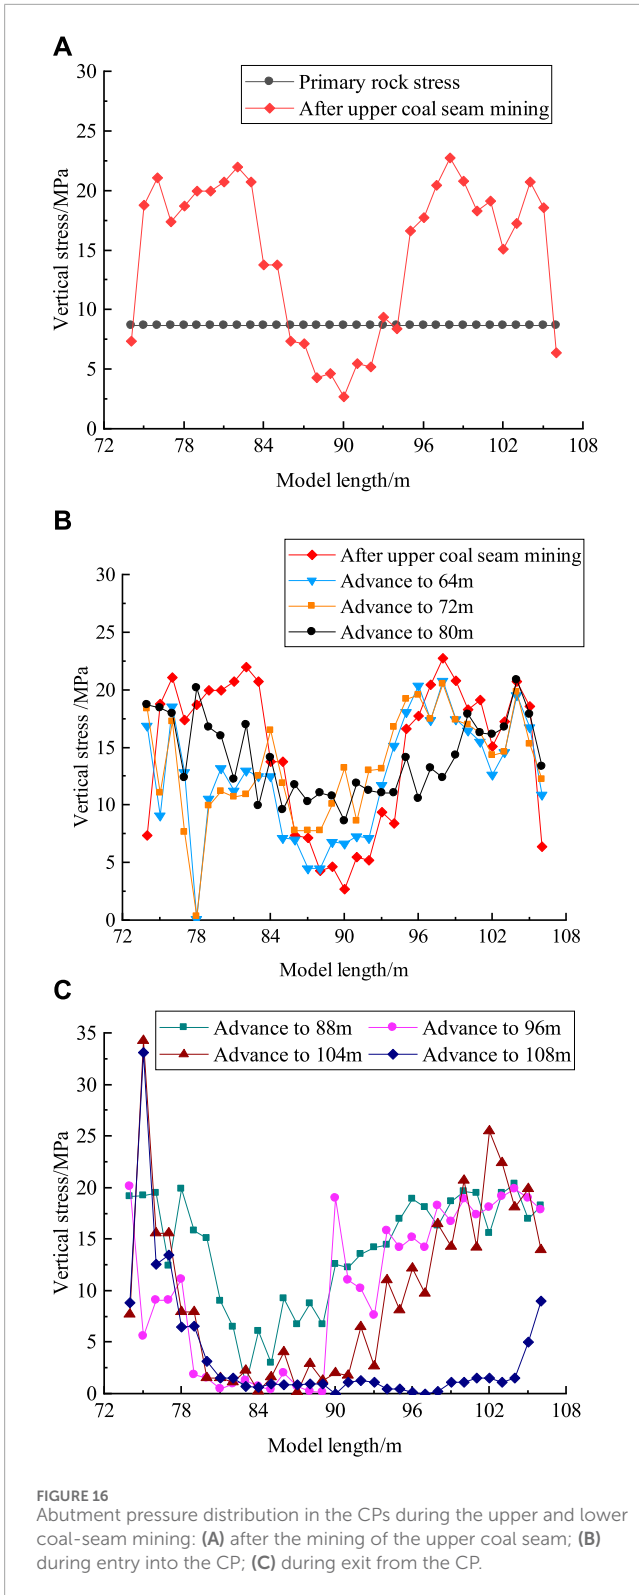 A
30
25
20
15
10
5
0
Vertical stress/MPa
Primary rock stress
After upper coal seam mining
72 78 84 90 96 102 108
Model length/m
B
After upper coal seam mining
Advance to 64m
Advance to 72m
Advance to 80m
30
25
20
15
10
5
0
Vertical stress /MPa
72 78 84 90 96 102 108
Model length/m
C
Advance to 88m Advance to 96m
Advance to 104m Advance to 108m
35
30
25
20
15
10
5
0
Vertical stress/MPa
72 78 84 90 96 102 108
Model length/m
FIGURE 16
Abutment pressure distribution in the CPs during the upper and lower
coal-seam mining: (A) after the mining of the upper coal seam; (B)
during entry into the CP; (C) during exit from the CP.